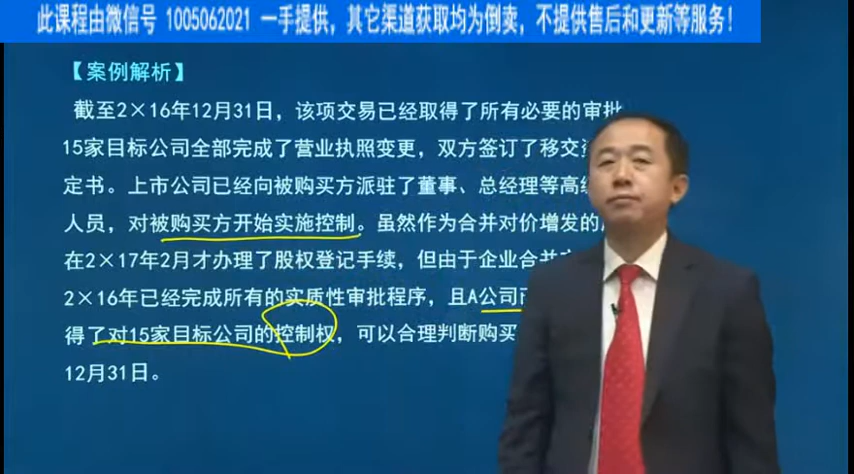 此课程由微信号 1005062021 一手提供，其它渠道获取均为倒卖，不提供售后和更新等服务！
【案例解析】
截至2×16年12月31日，该项交易已经取得了所有必要的审批
15家目标公司全部完成了营业执照变更，双方签订了移交
定书。上市公司已经向被购买方派驻了董事、总经理等高
人员，对被购买方开始实施控制。虽然作为合并对价增发的
在2×17年2月才办理了股权登记手续，但由于企业合并
2×16年已经完成所有的实质性审批程序，且A公司
得了对15家目标公司的控制权，可以合理判断购买
12月31日。